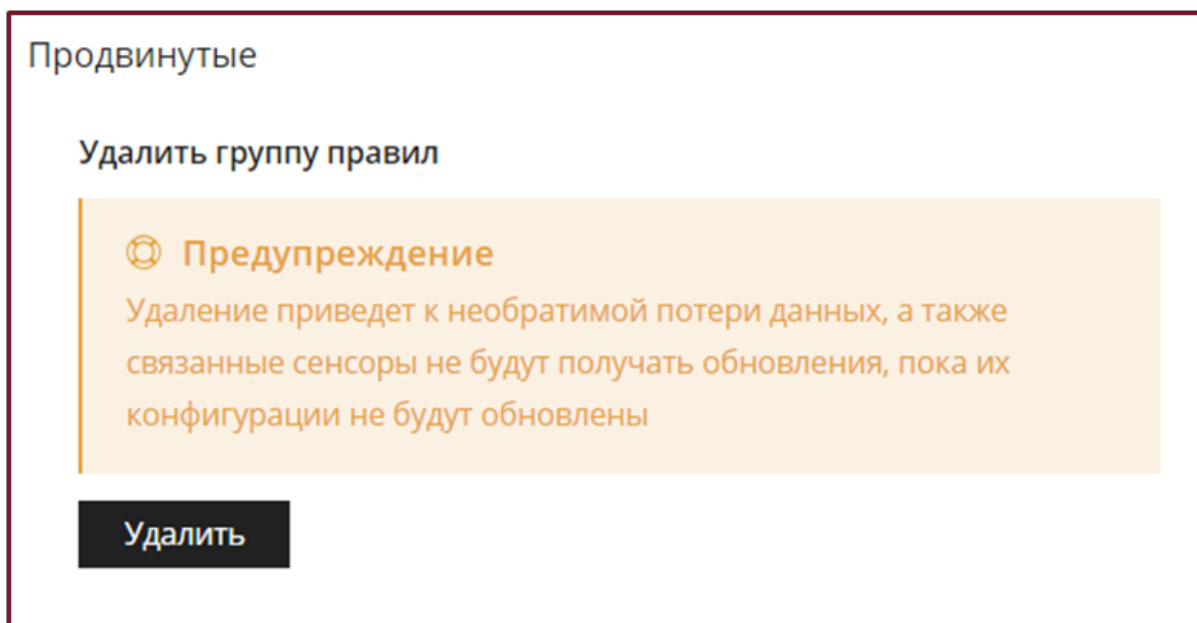 Продвинутые
Удалить группу правил
Предупреждение
Удаление приведет к необратимой потери данных, а также
связанные сенсоры не будут получать обновления, пока их
конфигурации не будут обновлены
Удалить